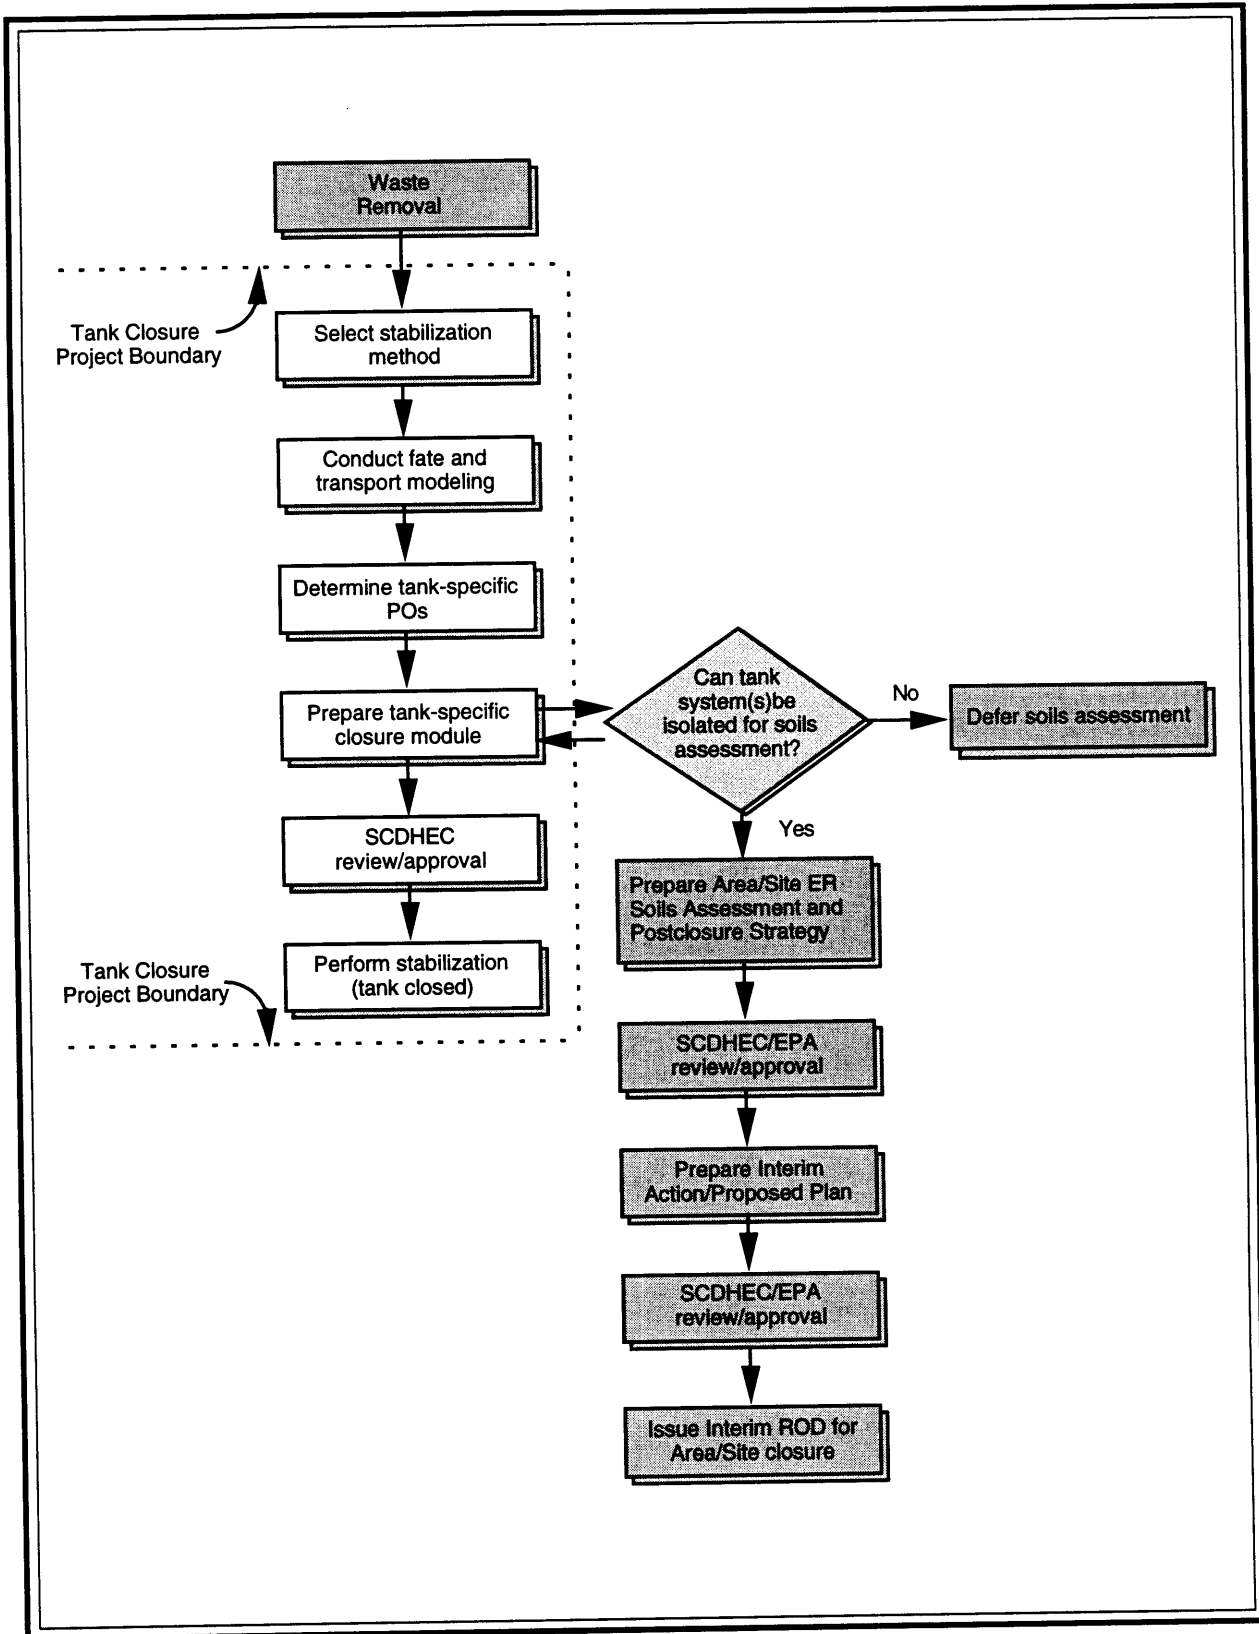 Waste
Removal
Tank Closure
Project Boundary
Select stabilization
method
Conduct fate and
transport modeling
Determine tank-specific
POs
Prepare tank-specific
closure module
Can tank
system(s)be
isolated for soils
assessment?
No
Defer soils assessment
Yes
SCDHEC
review/approval
Prepare Area/Site ER
Soils Assessment and
Postclosure Strategy
Perform stabilization
(tank closed)
Tank Closure
Project Boundary
SCDHEC/EPA
review/approval
Prepare Interim
Action/Proposed Plan
SCDHEC/EPA
review/approval
Issue Interim ROD for
Area/Site closure